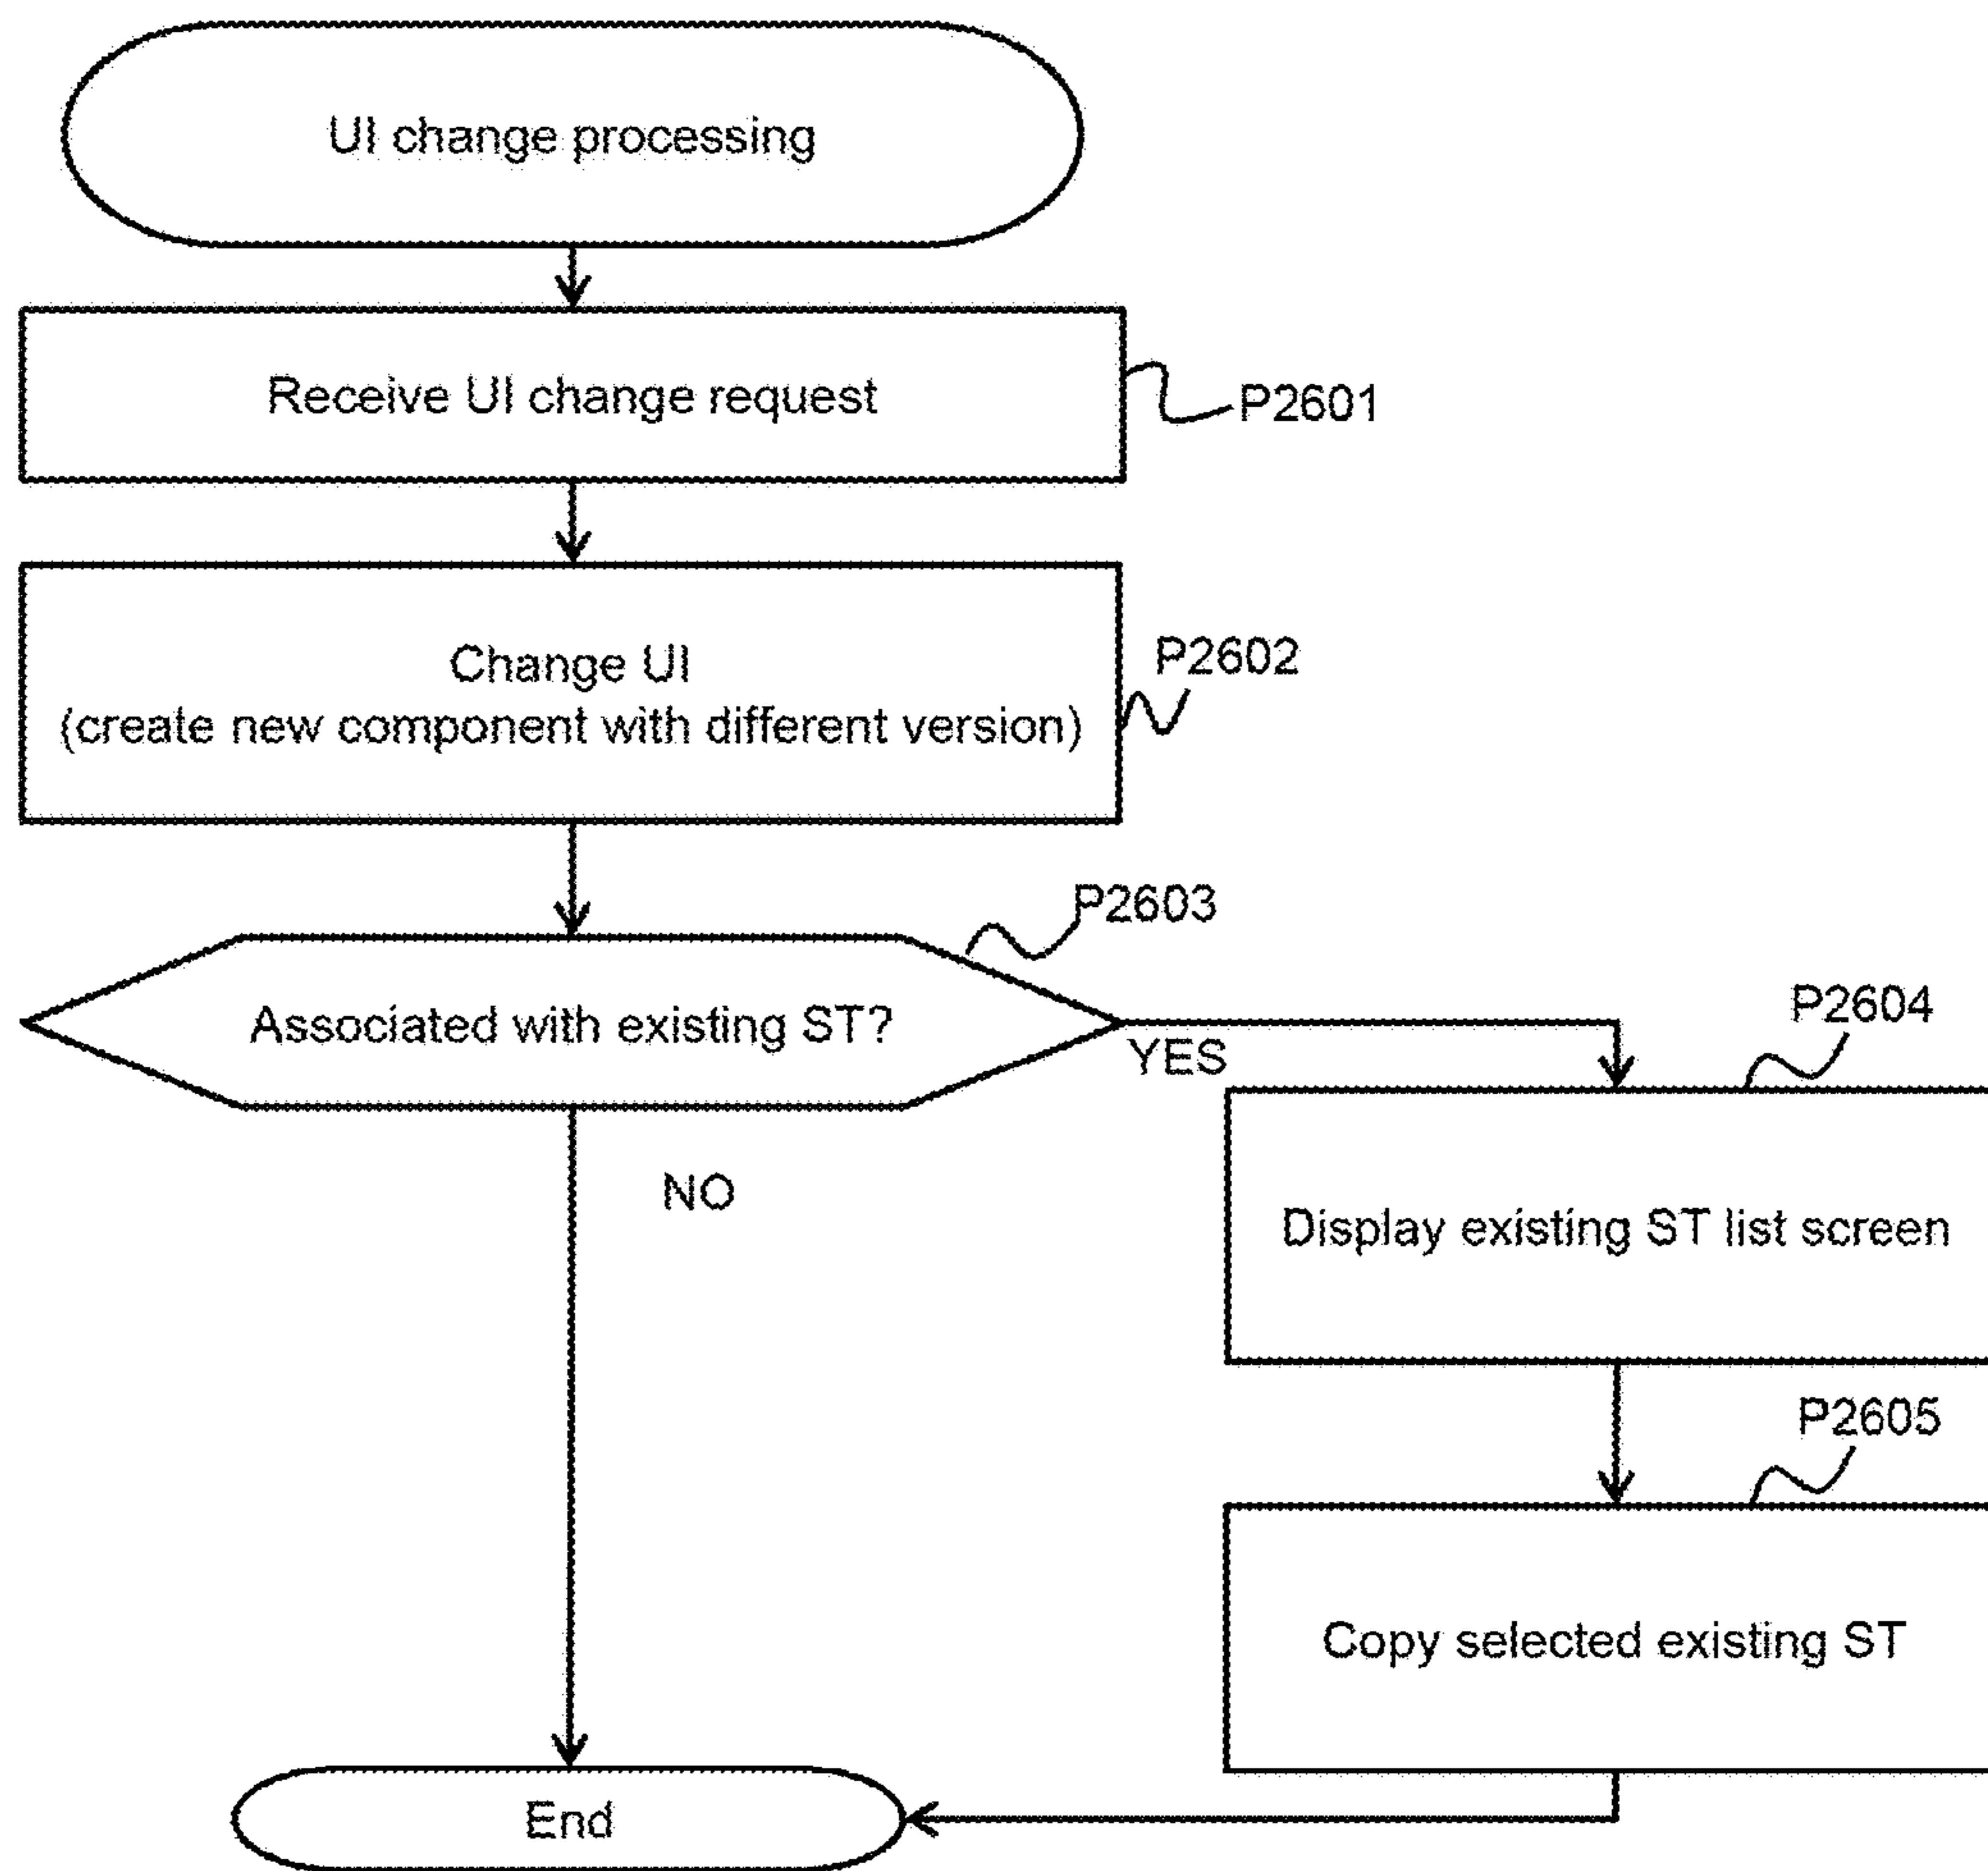 UI change processing
Receive UI change request
P2601
Change UI
(create new component with different version)
P2602
P2603
Associated with existing ST?
YES
NO
P2604
Display existing ST list screen
P2605
Copy selected existing ST
End